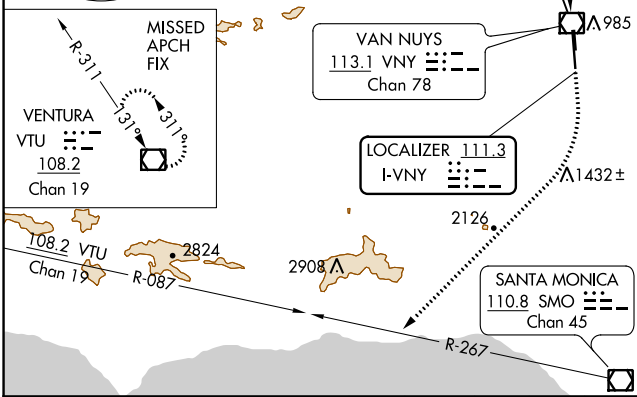 MISSED
APCH
FIX
R-311
131°
311°
VENTURA
VTU
108.2
Chan 19
VAN NUYS
113.1 VNY
Chan 78
985
LOCALIZER 111.3
I-VNY
1432±
2126
108.2 VTU
Chan 19
R-087
2824
2908
SANTA MONICA
110.8 SMO
Chan 45
R-267